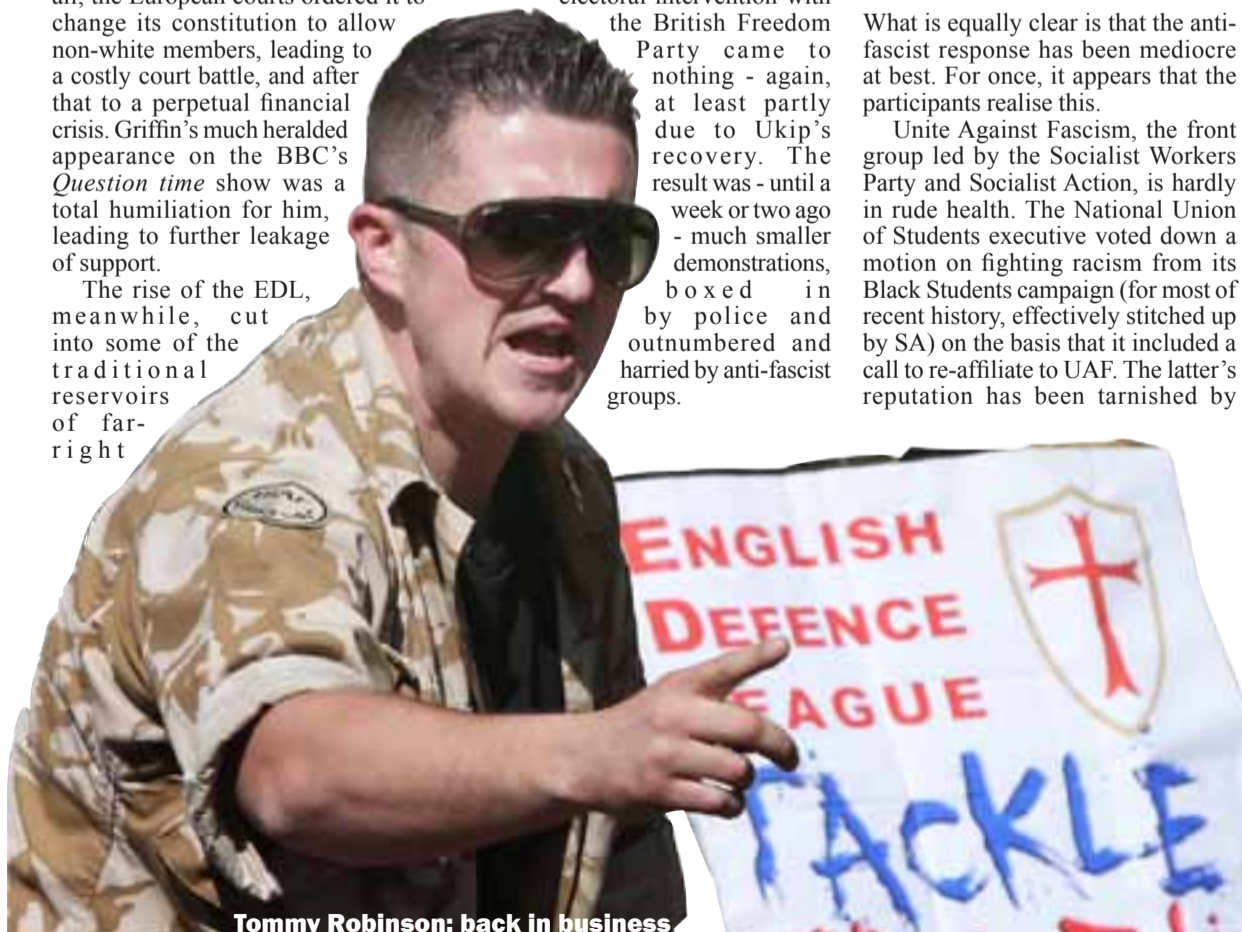 all, the European courts ordered it to
change its constitution to allow
non-white members, leading to
a costly court battle, and after
that to a perpetual financial
crisis. Griffin's much heralded
appearance on the BBC's
Question time show was a
total humiliation for him,
leading to further leakage
of support.
The rise of the EDL,
meanwhile, cut
into some of the
traditional
reservoirs
of far-
right
electoral intervention with
the British Freedom
Party came to
nothing - again,
at least partly
due to Ukip's
recovery. The
result was - until a
week or two ago
- much smaller
demonstrations,
boxed in
by police and
outnumbered and
harried by anti-fascist
groups.
What is equally clear is that the anti-
fascist response has been mediocre
at best. For once, it appears that the
participants realise this.
Unite Against Fascism, the front
group led by the Socialist Workers
Party and Socialist Action, is hardly
in rude health. The National Union
of Students executive voted down a
motion on fighting racism from its
Black Students campaign (for most of
recent history, effectively stitched up
by SA) on the basis that it included a
call to re-affiliate to UAF. The latter's
reputation has been tarnished by
ENGLISH
DEFENCE
EAGUE
TACKLE
Tommy Robinson: back in business